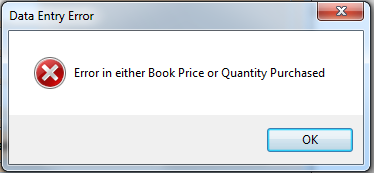 Data Entry Error
Error in either Book Price or Quantity Purchased
OK